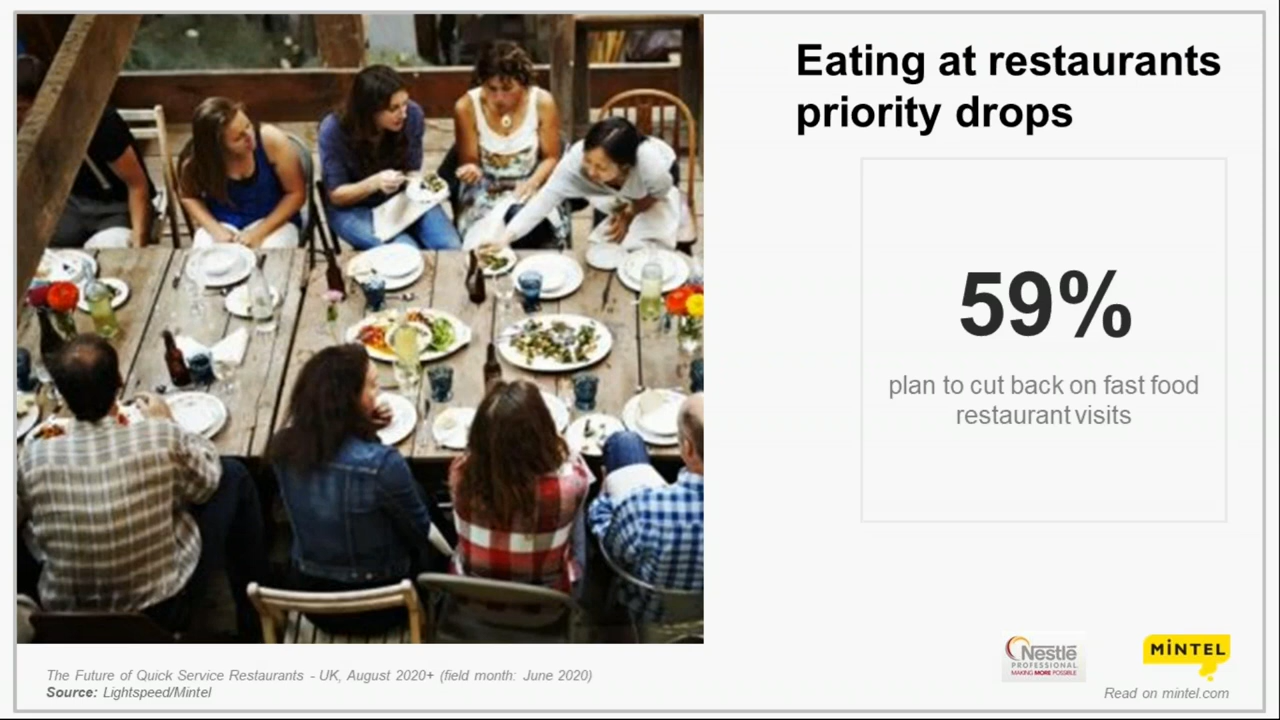 Eating at restaurants
priority drops
59%
plan to cut back on fast food
restaurant visits
The Future of Quick Service Restaurants - UK, August 2020+ (field month: June 2020)
Source: Lightspeed/Mintel
Nestlé
PROFESSIONAL
MAKING MORE POSSIBLE
MiNTEL
Read on mintel.com